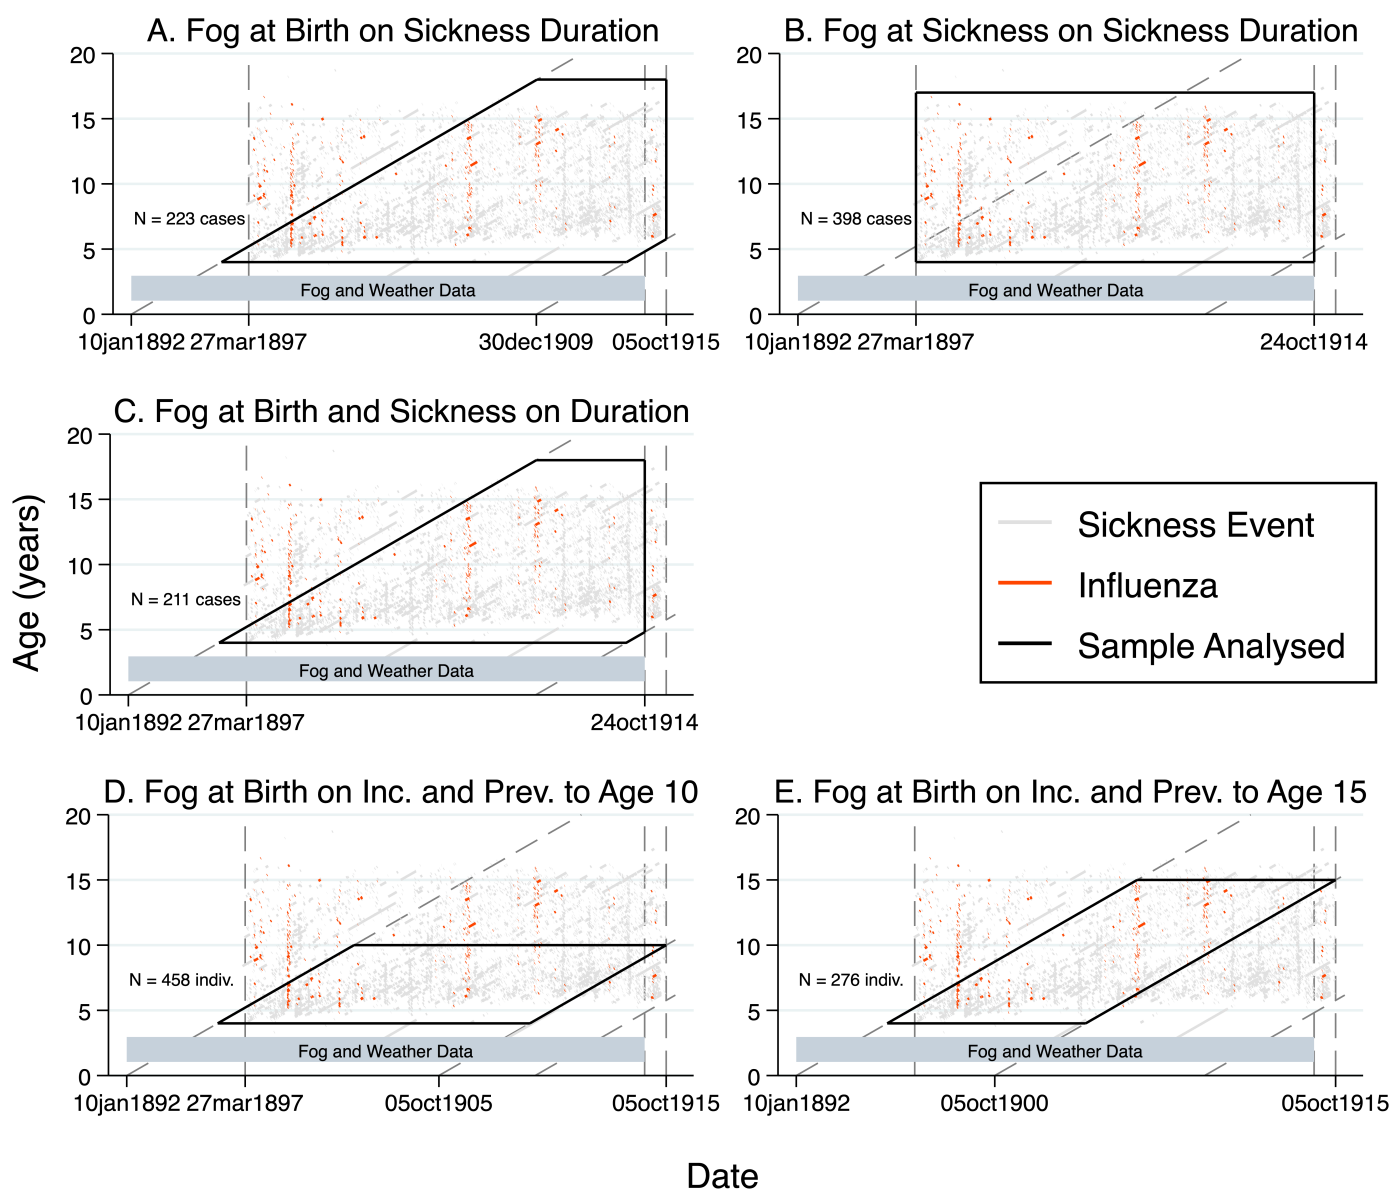 A. Fog at Birth on Sickness Duration
20
15
10
5
0
N = 223 cases
Fog and Weather Data
10jan1892 27mar1897 30dec1909 05oct1915
B. Fog at Sickness on Sickness Duration
20
15
10
5
0
N = 398 cases
Fog and Weather Data
10jan1892 27mar1897 24oct1914
C. Fog at Birth and Sickness on Duration
20
15
10
5
0
N = 211 cases
Fog and Weather Data
10jan1892 27mar1897 24oct1914
Age (years)
Sickness Event
Influenza
Sample Analysed
D. Fog at Birth on Inc. and Prev. to Age 10
20
15
10
5
0
N = 458 indiv.
Fog and Weather Data
10jan1892 27mar1897 05oct1905 05oct1915
E. Fog at Birth on Inc. and Prev. to Age 15
20
15
10
5
0
N = 276 indiv.
Fog and Weather Data
10jan1892 05oct1900 05oct1915
Date